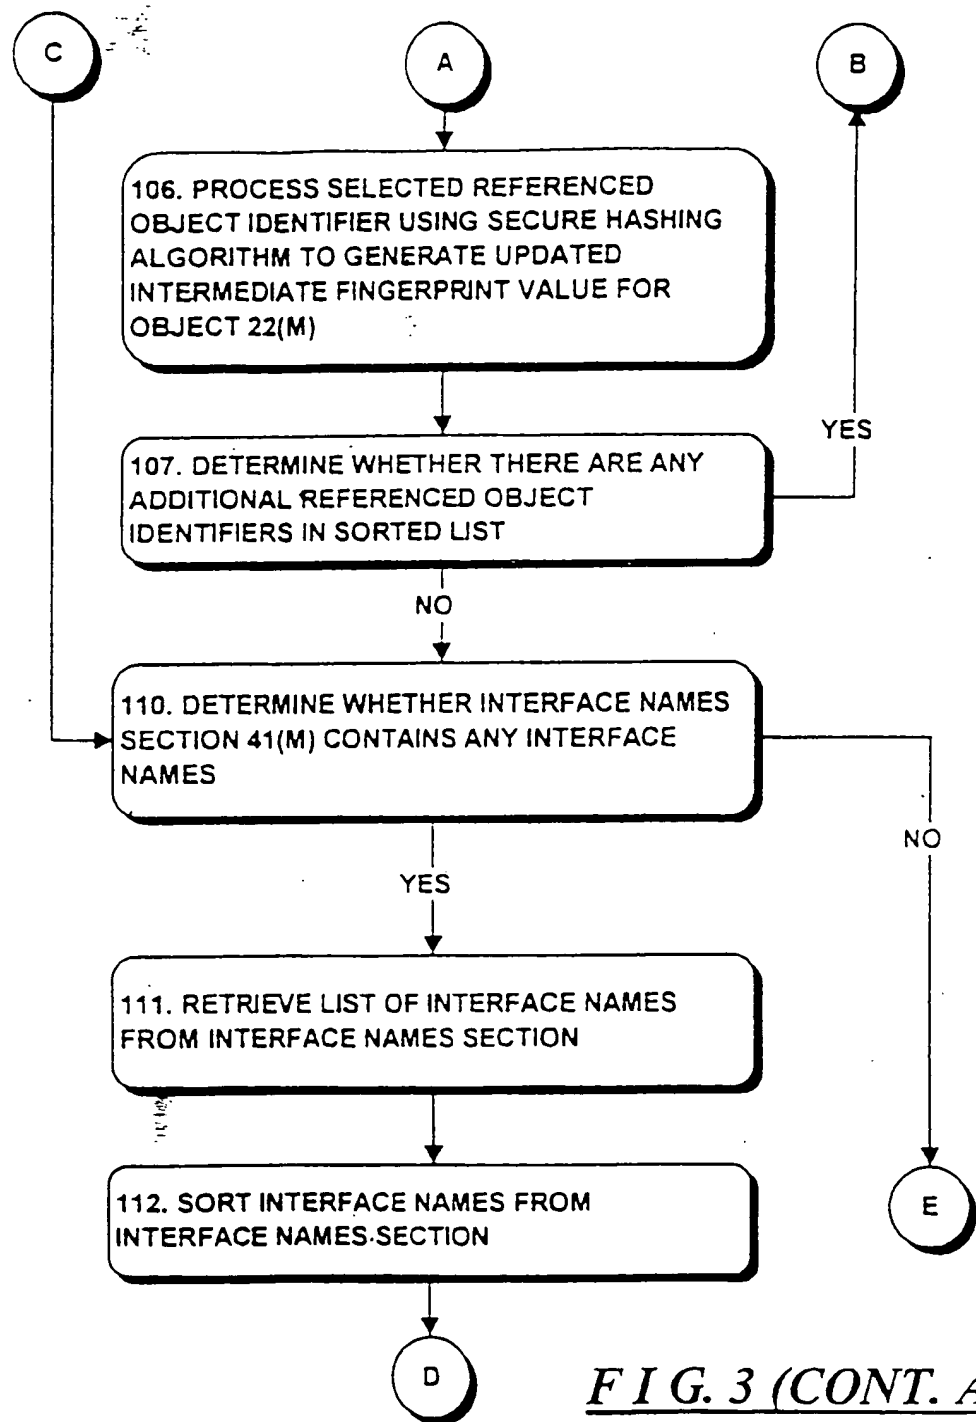 C
A
B
106. PROCESS SELECTED REFERENCED
OBJECT IDENTIFIER USING SECURE HASHING
ALGORITHM TO GENERATE UPDATED
INTERMEDIATE FINGERPRINT VALUE FOR
OBJECT 22(M)
YES
107. DETERMINE WHETHER THERE ARE ANY
ADDITIONAL REFERENCED OBJECT
IDENTIFIERS IN SORTED LIST
NO
110. DETERMINE WHETHER INTERFACE NAMES
SECTION 41(M) CONTAINS ANY INTERFACE
NAMES
NO
YES
111. RETRIEVE LIST OF INTERFACE NAMES
FROM INTERFACE NAMES SECTION
112. SORT INTERFACE NAMES FROM
INTERFACE NAMES SECTION
E
D
F I G. 3 (CONT. A